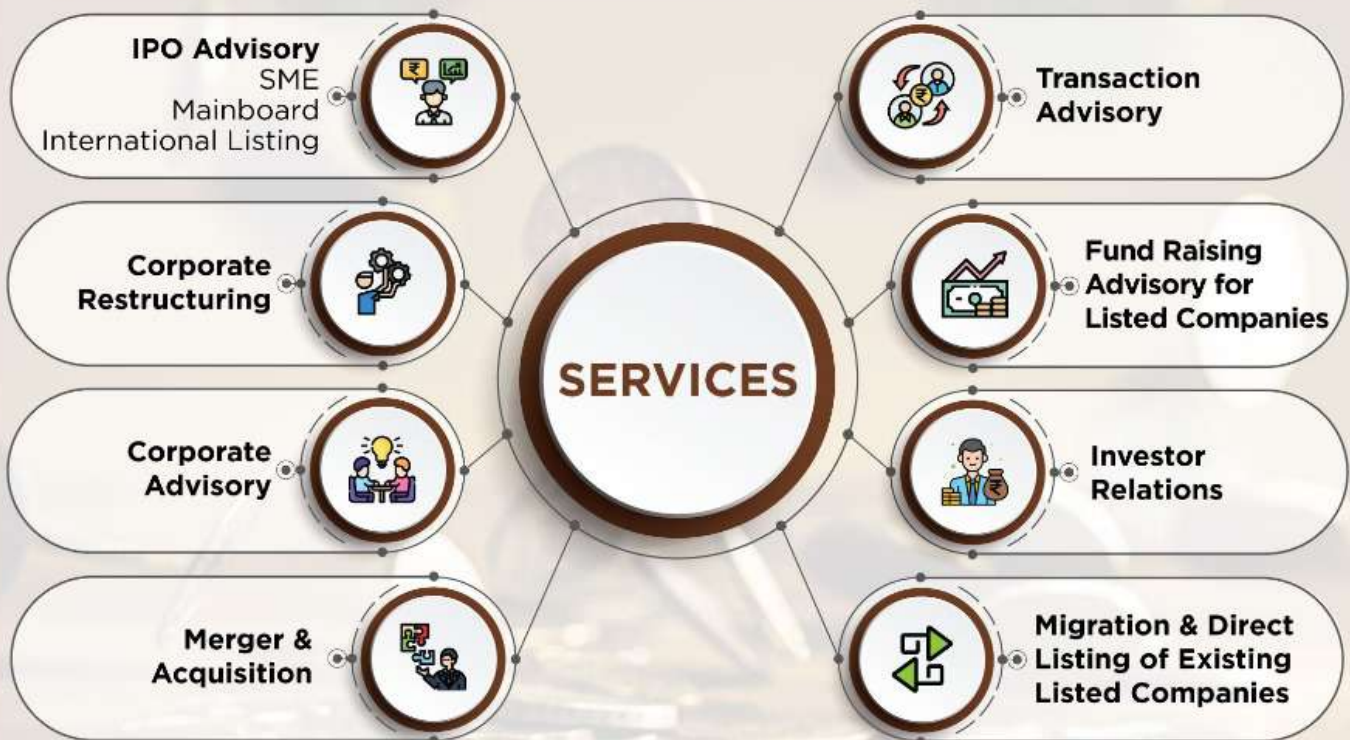 IPO Advisory
SME
Mainboard
International Listing
Corporate
Restructuring
Corporate
Advisory
Merger &
Acquisition
SERVICES
Transaction
Advisory
Fund Raising
Advisory for
Listed Companies
Investor
Relations
Migration & Direct
Listing of Existing
Listed Companies